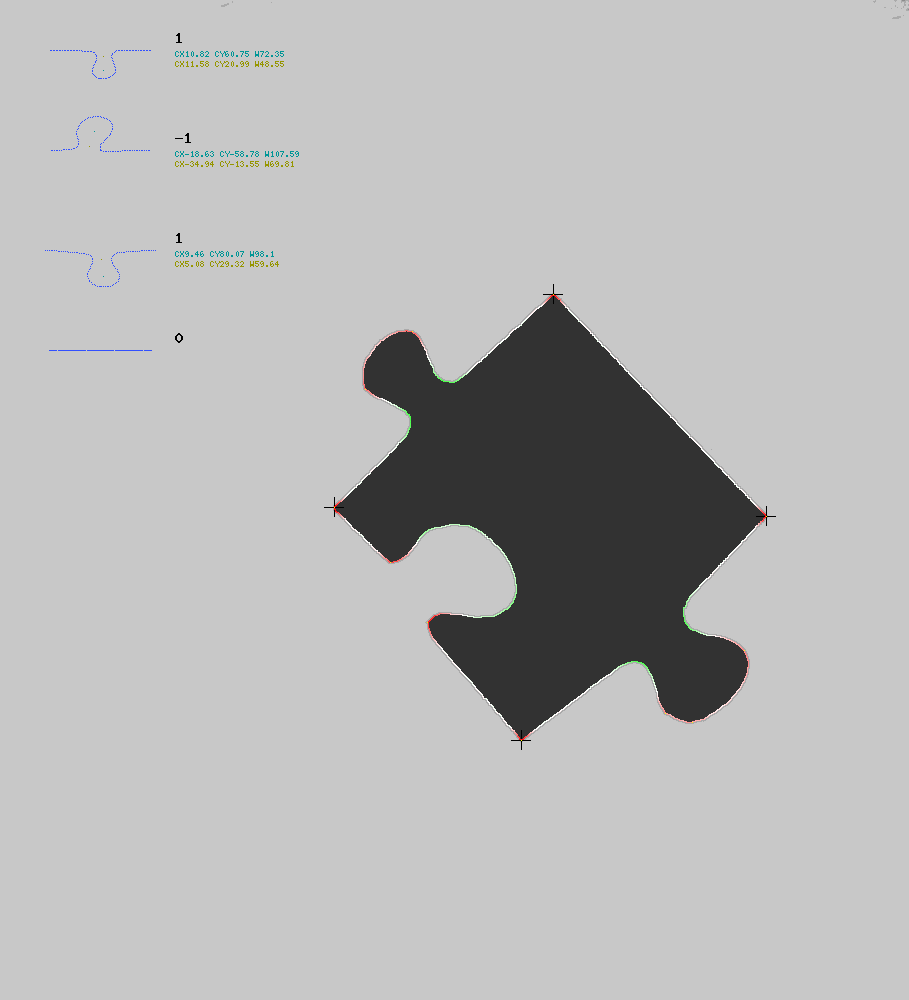 1
CX10.82 CY60.75 W72.35
CX11.58 CY20.99 W48.55
-1
CX-18.63 CY-58.78 W107.59
CX-34.94 CY-13.55 W69.81
1
CX9.46 CY80.07 W98.1
CX5.08 CY29.32 W59.64
0